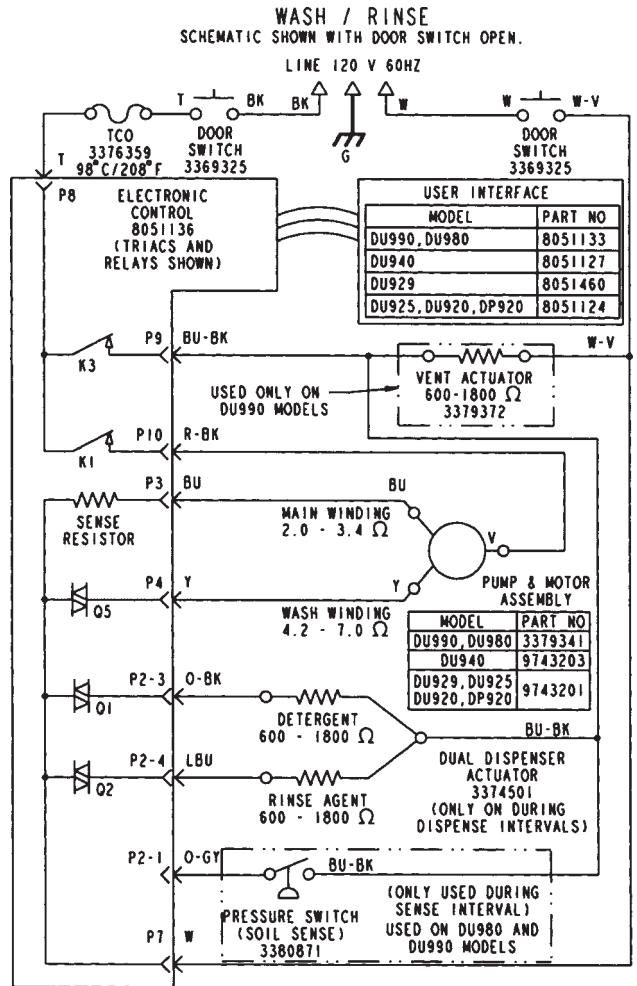 WASH / RINSE
SCHEMATIC SHOWN WITH DOOR SWITCH OPEN.
LINE 120 V 60HZ
T BK BK W W W-V
TCO
3376359
98°C/208°F
DOOR
SWITCH
3369325
G
DOOR
SWITCH
3369325
T
P8
ELECTRONIC
CONTROL
8051136
(TRIACS AND
RELAYS SHOWN)
USER INTERFACE
MODEL PART NO
DU990,DU980 8051133
DU940 8051127
DU929 8051460
DU925,DU920,DP920 8051124
K3
P9 BU-BK
W-V
USED ONLY ON
DU990 MODELS
VENT ACTUATOR
600-1800 Ω
3379372
K1
P10 R-BK
P3 BU BU
SENSE
RESISTOR
MAIN WINDING
2.0 - 3.4 Ω
V
P4 Y Y
Q5
WASH WINDING
4.2 - 7.0 Ω
PUMP & MOTOR
ASSEMBLY
MODEL PART NO
DU990,DU980 3379341
DU940 9743203
DU929,DU925
DU920,DP920 9743201
P2-3 O-BK
Q1
DETERGENT
600 - 1800 Ω
BU-BK
P2-4 LBU
Q2
RINSE AGENT
600 - 1800 Ω
DUAL DISPENSER
ACTUATOR
3374501
(ONLY ON DURING
DISPENSE INTERVALS)
P2-1 O-GY
BU-BK
PRESSURE SWITCH
(SOIL SENSE)
3380871
(ONLY USED DURING
SENSE INTERVAL)
USED ON DU980 AND
DU990 MODELS
P7 W